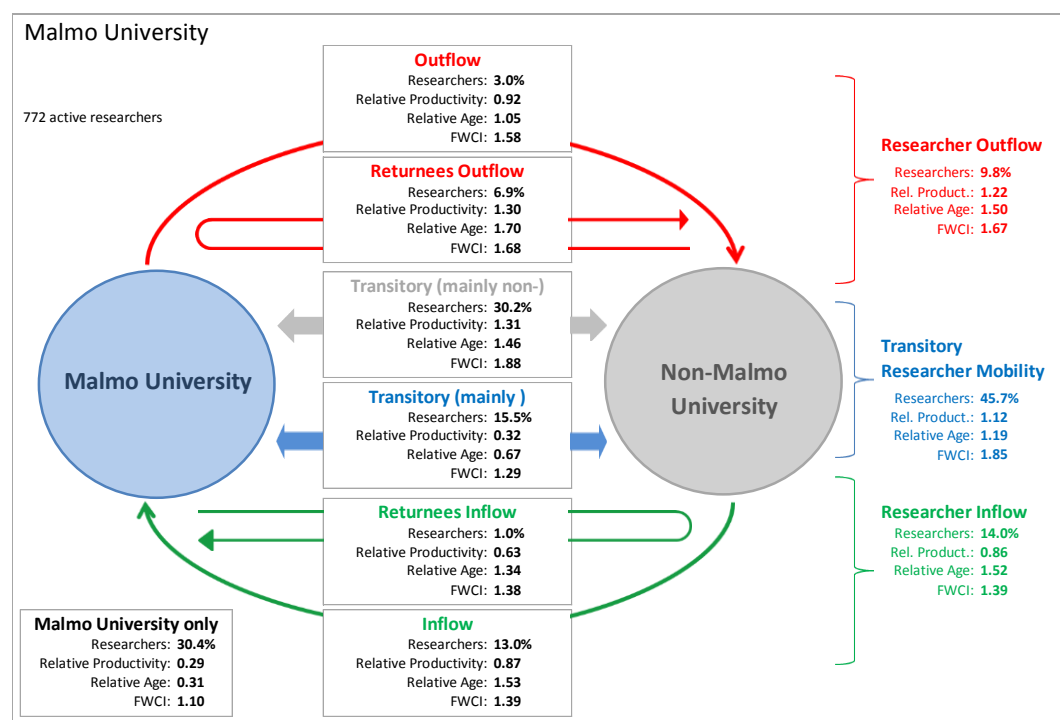 Malmo University
772 active researchers
Outflow
Researchers: 3.0%
Relative Productivity: 0.92
Relative Age: 1.05
FWCI: 1.58
Returnees Outflow
Researchers: 6.9%
Relative Productivity: 1.30
Relative Age: 1.70
FWCI: 1.68
Researcher Outflow
Researchers: 9.8%
Rel. Product.: 1.22
Relative Age: 1.50
FWCI: 1.67
Malmo University
Transitory (mainly non-)
Researchers: 30.2%
Relative Productivity: 1.31
Relative Age: 1.46
FWCI: 1.88
Transitory (mainly )
Researchers: 15.5%
Relative Productivity: 0.32
Relative Age: 0.67
FWCI: 1.29
Non-Malmo
University
Transitory
Researcher Mobility
Researchers: 45.7%
Rel. Product.: 1.12
Relative Age: 1.19
FWCI: 1.85
Returnees Inflow
Researchers: 1.0%
Relative Productivity: 0.63
Relative Age: 1.34
FWCI: 1.38
Researcher Inflow
Researchers: 14.0%
Rel. Product.: 0.86
Relative Age: 1.52
FWCI: 1.39
Malmo University only
Researchers: 30.4%
Relative Productivity: 0.29
Relative Age: 0.31
FWCI: 1.10
Inflow
Researchers: 13.0%
Relative Productivity: 0.87
Relative Age: 1.53
FWCI: 1.39